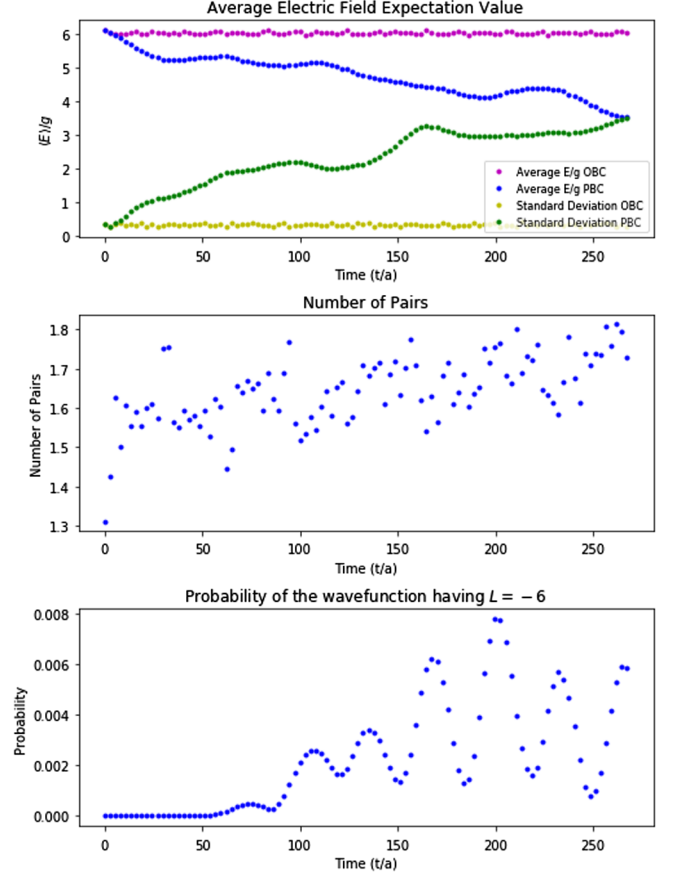 Average Electric Field Expectation Value
6
5
4
3
2
1
0
⟨E⟩/g
Average E/g OBC
Average E/g PBC
Standard Deviation OBC
Standard Deviation PBC
0 50 100 150 200 250
Time (t/a)
Number of Pairs
1.8
1.7
1.6
1.5
1.4
1.3
Number of Pairs
0 50 100 150 200 250
Time (t/a)
Probability of the wavefunction having L = −6
0.008
0.006
0.004
0.002
0.000
Probability
0 50 100 150 200 250
Time (t/a)